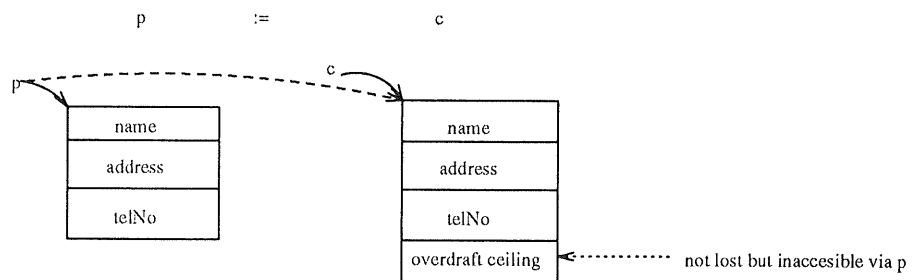 p := c
p
c
name
address
telNo
name
address
telNo
overdraft ceiling
not lost but inaccesible via p